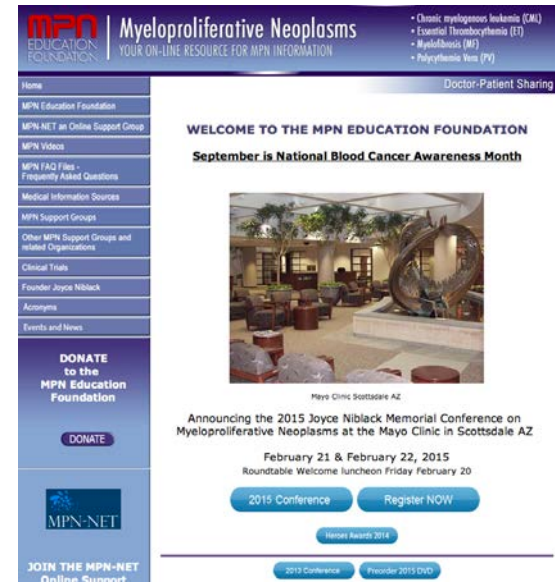 MPN
EDUCATION
FOUNDATION
Myeloproliferative Neoplasms
YOUR ON-LINE RESOURCE FOR MPN INFORMATION
• Chronic myelogenous leukemia (CML)
• Essential Thrombocythemia (ET)
• Myelofibrosis (MF)
• Polycythemia Vera (PV)
Doctor-Patient Sharing
Home
MPN Education Foundation
MPN-NET an Online Support Group
MPN Videos
MPN FAQ Files -
Frequently Asked Questions
Medical Information Sources
MPN Support Groups
Other MPN Support Groups and
related Organizations
Clinical Trials
Founder Joyce Niblack
Acronyms
Events and News
DONATE
to the
MPN Education
Foundation
DONATE
MPN-NET
JOIN THE MPN-NET
Online Support
WELCOME TO THE MPN EDUCATION FOUNDATION
September is National Blood Cancer Awareness Month
Mayo Clinic Scottsdale AZ
Announcing the 2015 Joyce Niblack Memorial Conference on
Myeloproliferative Neoplasms at the Mayo Clinic in Scottsdale AZ
February 21 & February 22, 2015
Roundtable Welcome luncheon Friday February 20
2015 Conference
Register NOW
Heroes Awards 2014
2013 Conference
Preorder 2015 DVD